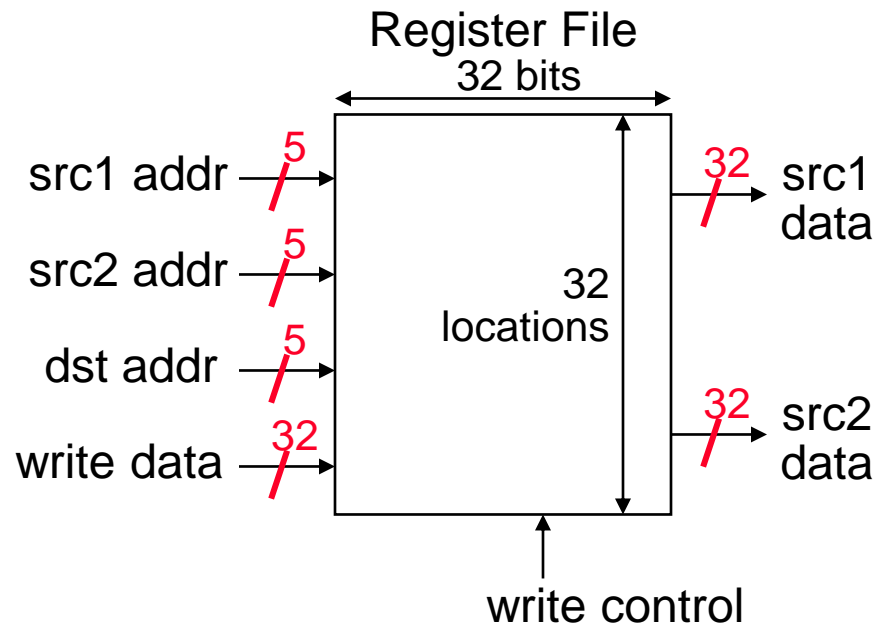 Register File
32 bits
5
src1 addr
5
src2 addr
5
dst addr
32
write data
32
locations
32
src1
data
32
src2
data
write control